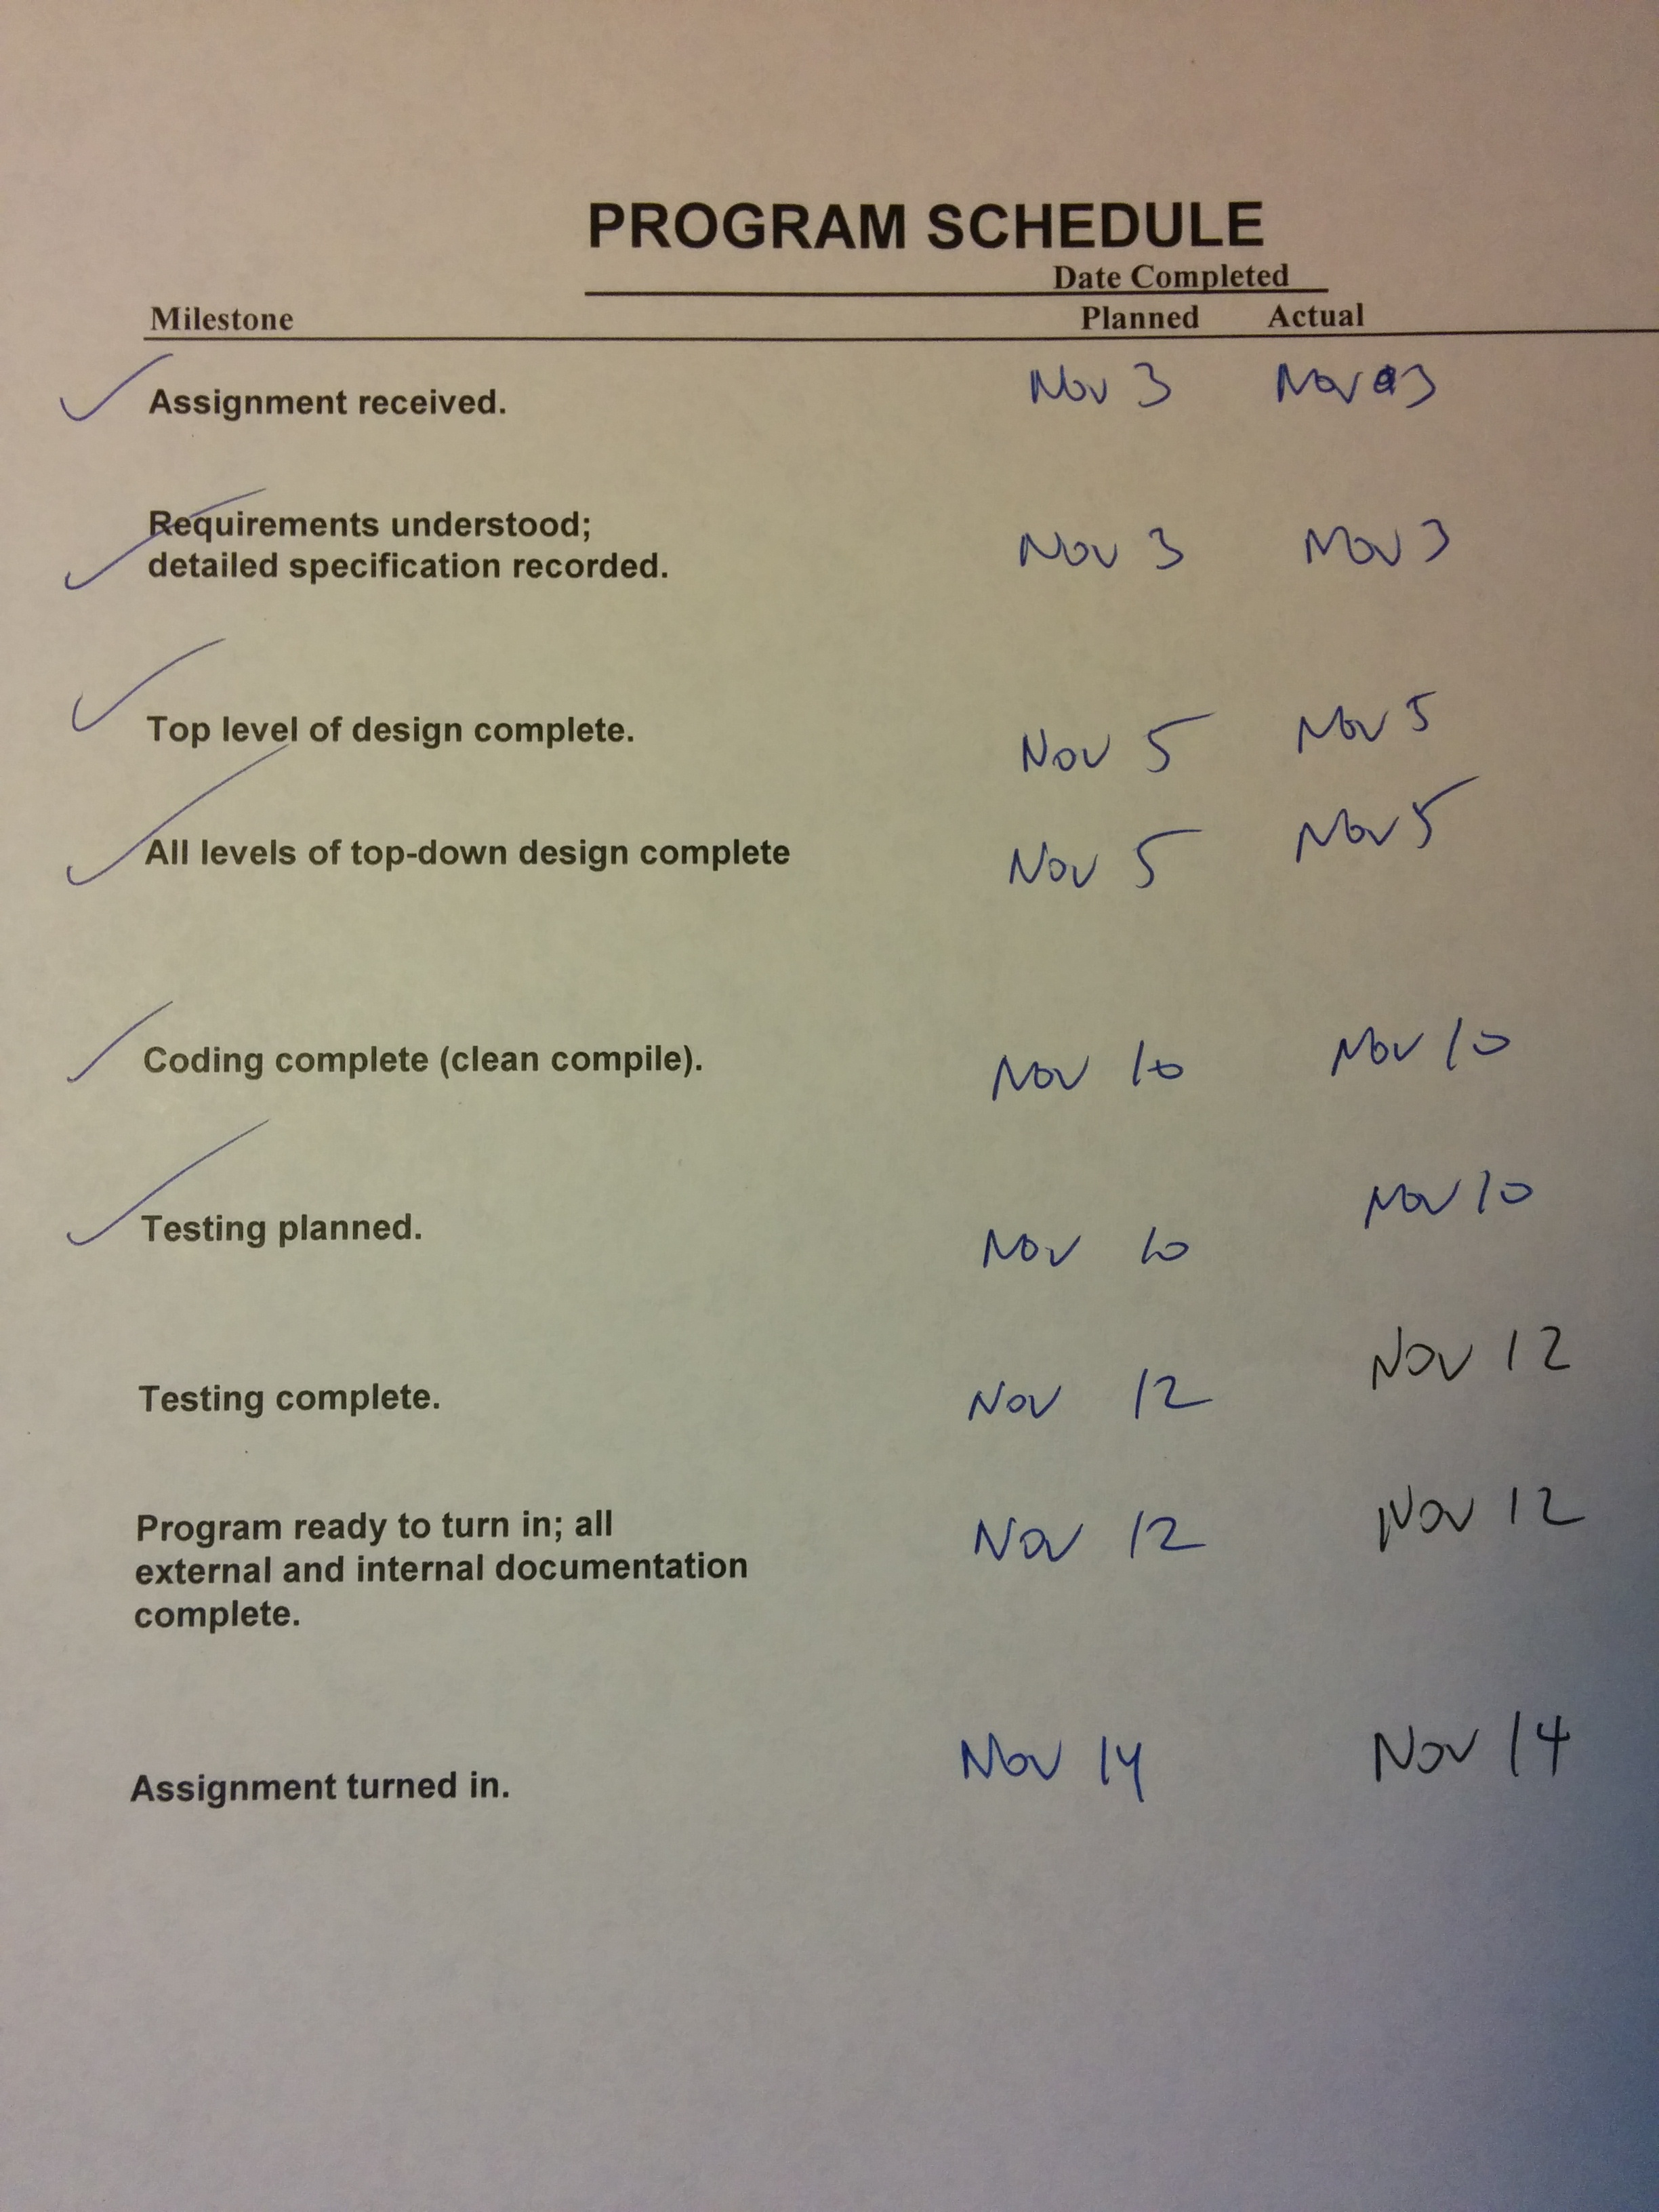 PROGRAM SCHEDULE
Date Completed
Milestone Planned Actual
Assignment received. Nov 3 Nov 3
Requirements understood;
detailed specification recorded. Nov 3 Nov 3
Top level of design complete. Nov 5 Nov 5
All levels of top-down design complete Nov 5 Nov 5
Coding complete (clean compile). Nov 10 Nov 10
Testing planned. Nov 10 Nov 10
Testing complete. Nov 12 Nov 12
Program ready to turn in; all Nov 12 Nov 12
external and internal documentation
complete.
Assignment turned in. Nov 14 Nov 14